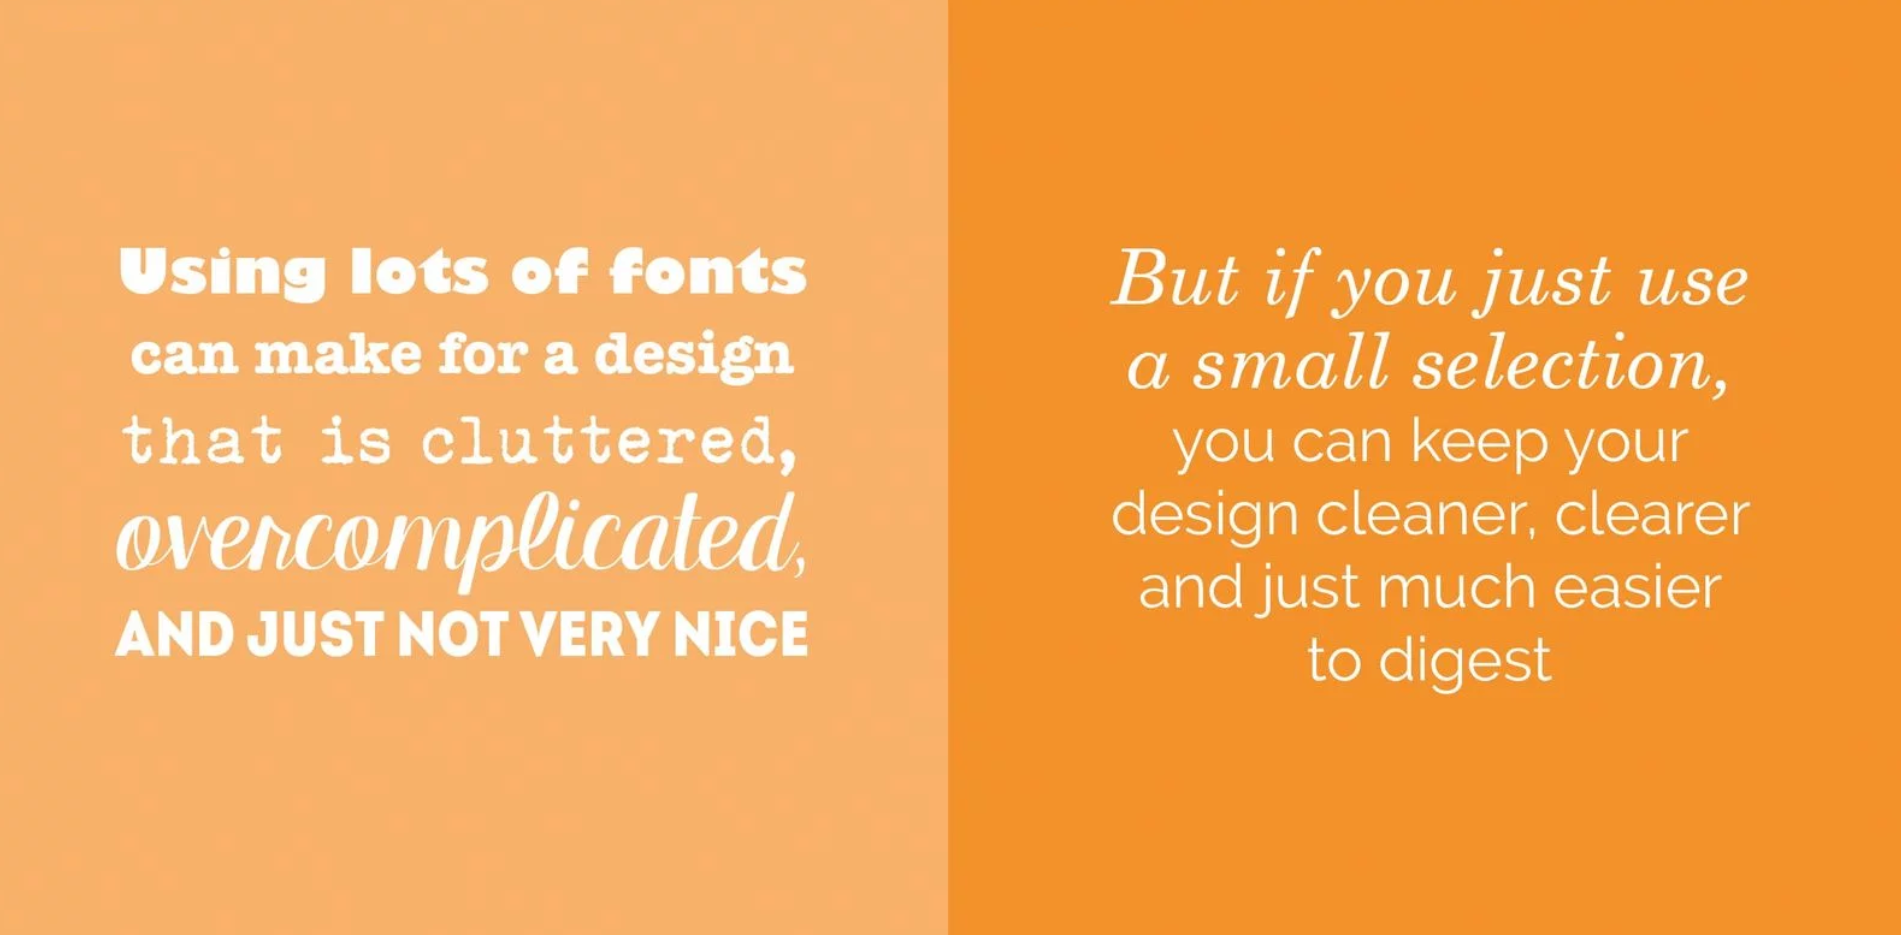 Using lots of fonts
can make for a design
that is cluttered,
overcomplicated,
AND JUST NOT VERY NICE
But if you just use
a small selection,
you can keep your
design cleaner, clearer
and just much easier
to digest